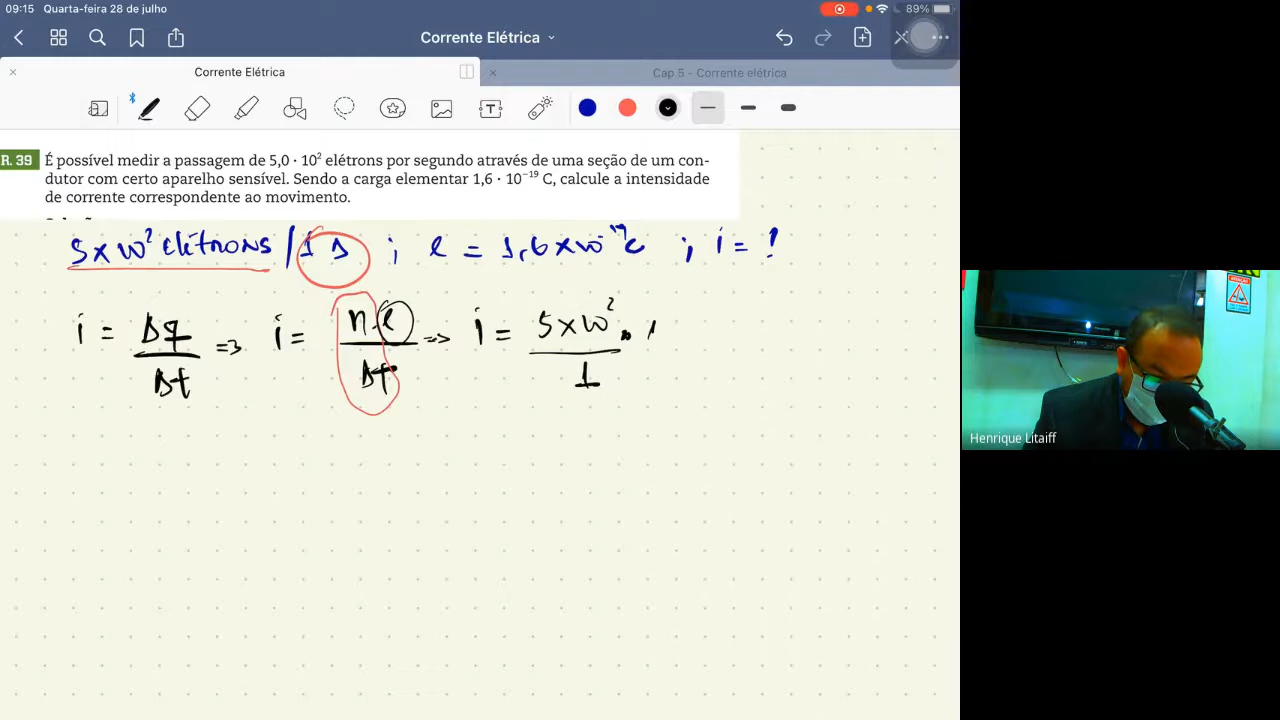 09:15 Quarta-feira 28 de julho
89%
Corrente Elétrica
Corrente Elétrica
Cap 5 - Corrente elétrica
T
R. 39 É possível medir a passagem de 5,0 · 10² elétrons por segundo através de uma seção de um con-
dutor com certo aparelho sensível. Sendo a carga elementar 1,6 · 10⁻¹⁹ C, calcule a intensidade
de corrente correspondente ao movimento.
5×10² elétrons / 1 s ; e = 1,6×10⁻¹⁹ C ; i = ?
i = Δq/Δt => i = n.e/Δt => i = 5×10² ./1
Henrique Litaiff